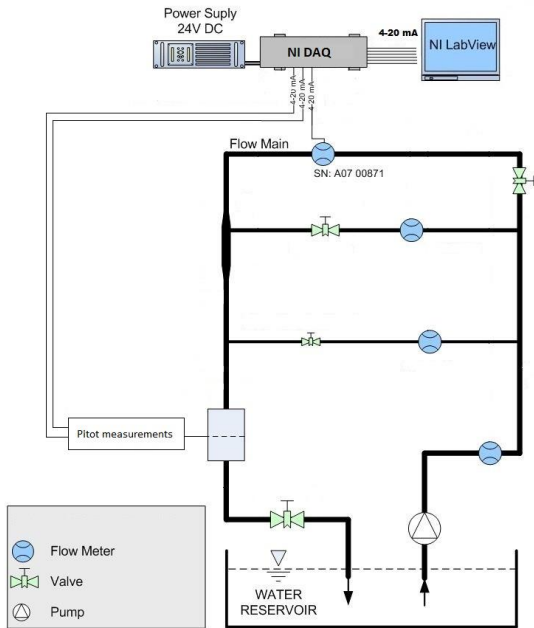 Power Suply
24V DC
NI DAQ
4-20 mA
NI LabView
4-20 mA
4-20 mA
4-20 mA
Flow Main
SN: A07 00871
Pitot measurements
Flow Meter
Valve
Pump
WATER
RESERVOIR